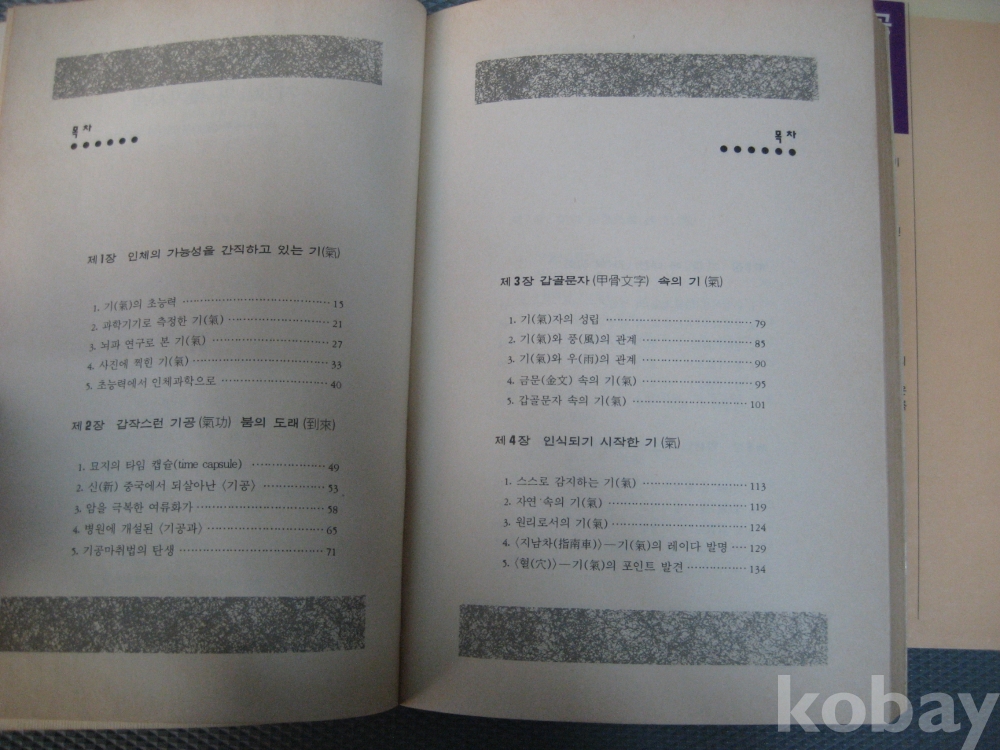 목차
제1장 인체의 가능성을 간직하고 있는 기(氣)
1. 기(氣)의 초능력 ················ 15
2. 과학기기로 측정한 기(氣) ················ 21
3. 뇌파 연구로 본 기(氣) ················ 27
4. 사진에 찍힌 기(氣) ················ 33
5. 초능력에서 인체과학으로 ················ 40
제2장 갑작스런 기공(氣功) 붐의 도래(到來)
1. 묘지의 타임 캡슐(time capsule) ················ 49
2. 신(新) 중국에서 되살아난 〈기공〉 ················ 53
3. 암을 극복한 여류화가 ················ 58
4. 병원에 개설된 〈기공과〉 ················ 65
5. 기공마취법의 탄생 ················ 71
목차
제3장 갑골문자(甲骨文字) 속의 기(氣)
1. 기(氣)자의 성립 ················ 79
2. 기(氣)와 풍(風)의 관계 ················ 85
3. 기(氣)와 우(雨)의 관계 ················ 90
4. 금문(金文) 속의 기(氣) ················ 95
5. 갑골문자 속의 기(氣) ················ 101
제4장 인식되기 시작한 기(氣)
1. 스스로 감지하는 기(氣) ················ 113
2. 자연 속의 기(氣) ················ 119
3. 원리로서의 기(氣) ················ 124
4. 〈지남차(指南車)〉—기(氣)의 레이다 발명 ···· 129
5. 〈혈(穴)〉—기(氣)의 포인트 발견 ················ 134
kobay